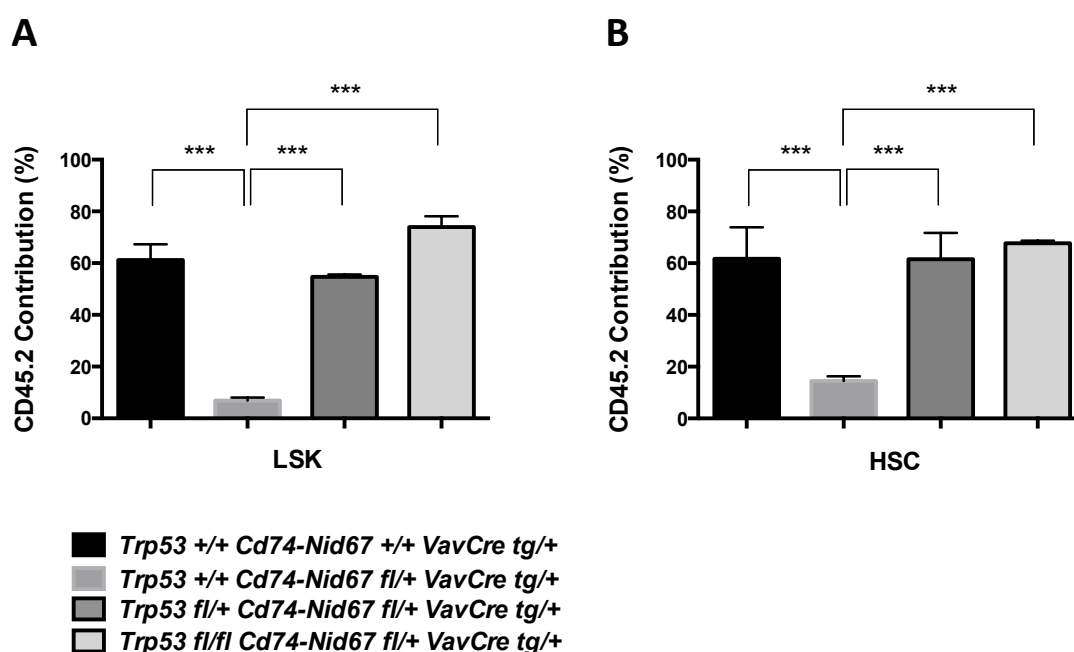 A
B
***
***
***
***
***
***
CD45.2 Contribution (%)
100
80
60
40
20
0
LSK
CD45.2 Contribution (%)
100
80
60
40
20
0
HSC
Trp53 +/+ Cd74-Nid67 +/+ VavCre tg/+
Trp53 +/+ Cd74-Nid67 fl/+ VavCre tg/+
Trp53 fl/+ Cd74-Nid67 fl/+ VavCre tg/+
Trp53 fl/fl Cd74-Nid67 fl/+ VavCre tg/+